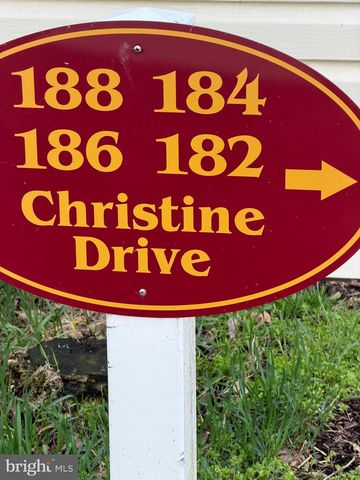 188 184
186 182
Christine
Drive
bright MLS